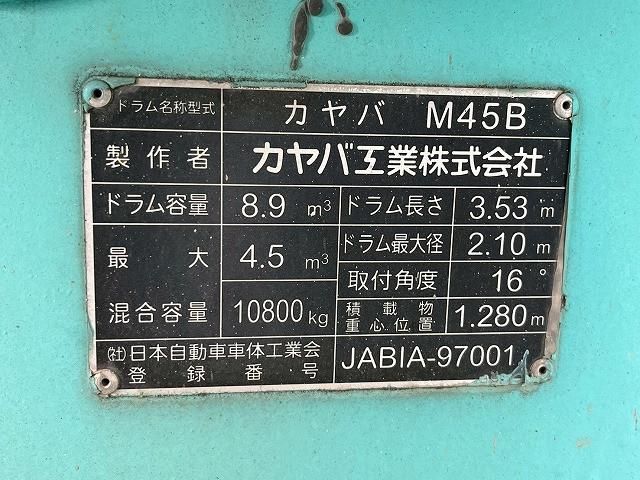 ドラム名称型式 カヤバ M45B
製作者 カヤバ工業株式会社
ドラム容量 8.9 m³ ドラム長さ 3.53 m
最大 4.5 m³ ドラム最大径 2.10 m
取付角度 16°
混合容量 10800kg 積載物重心位置 1.280m
(社)日本自動車車体工業会 JABIA-97001
登録番号